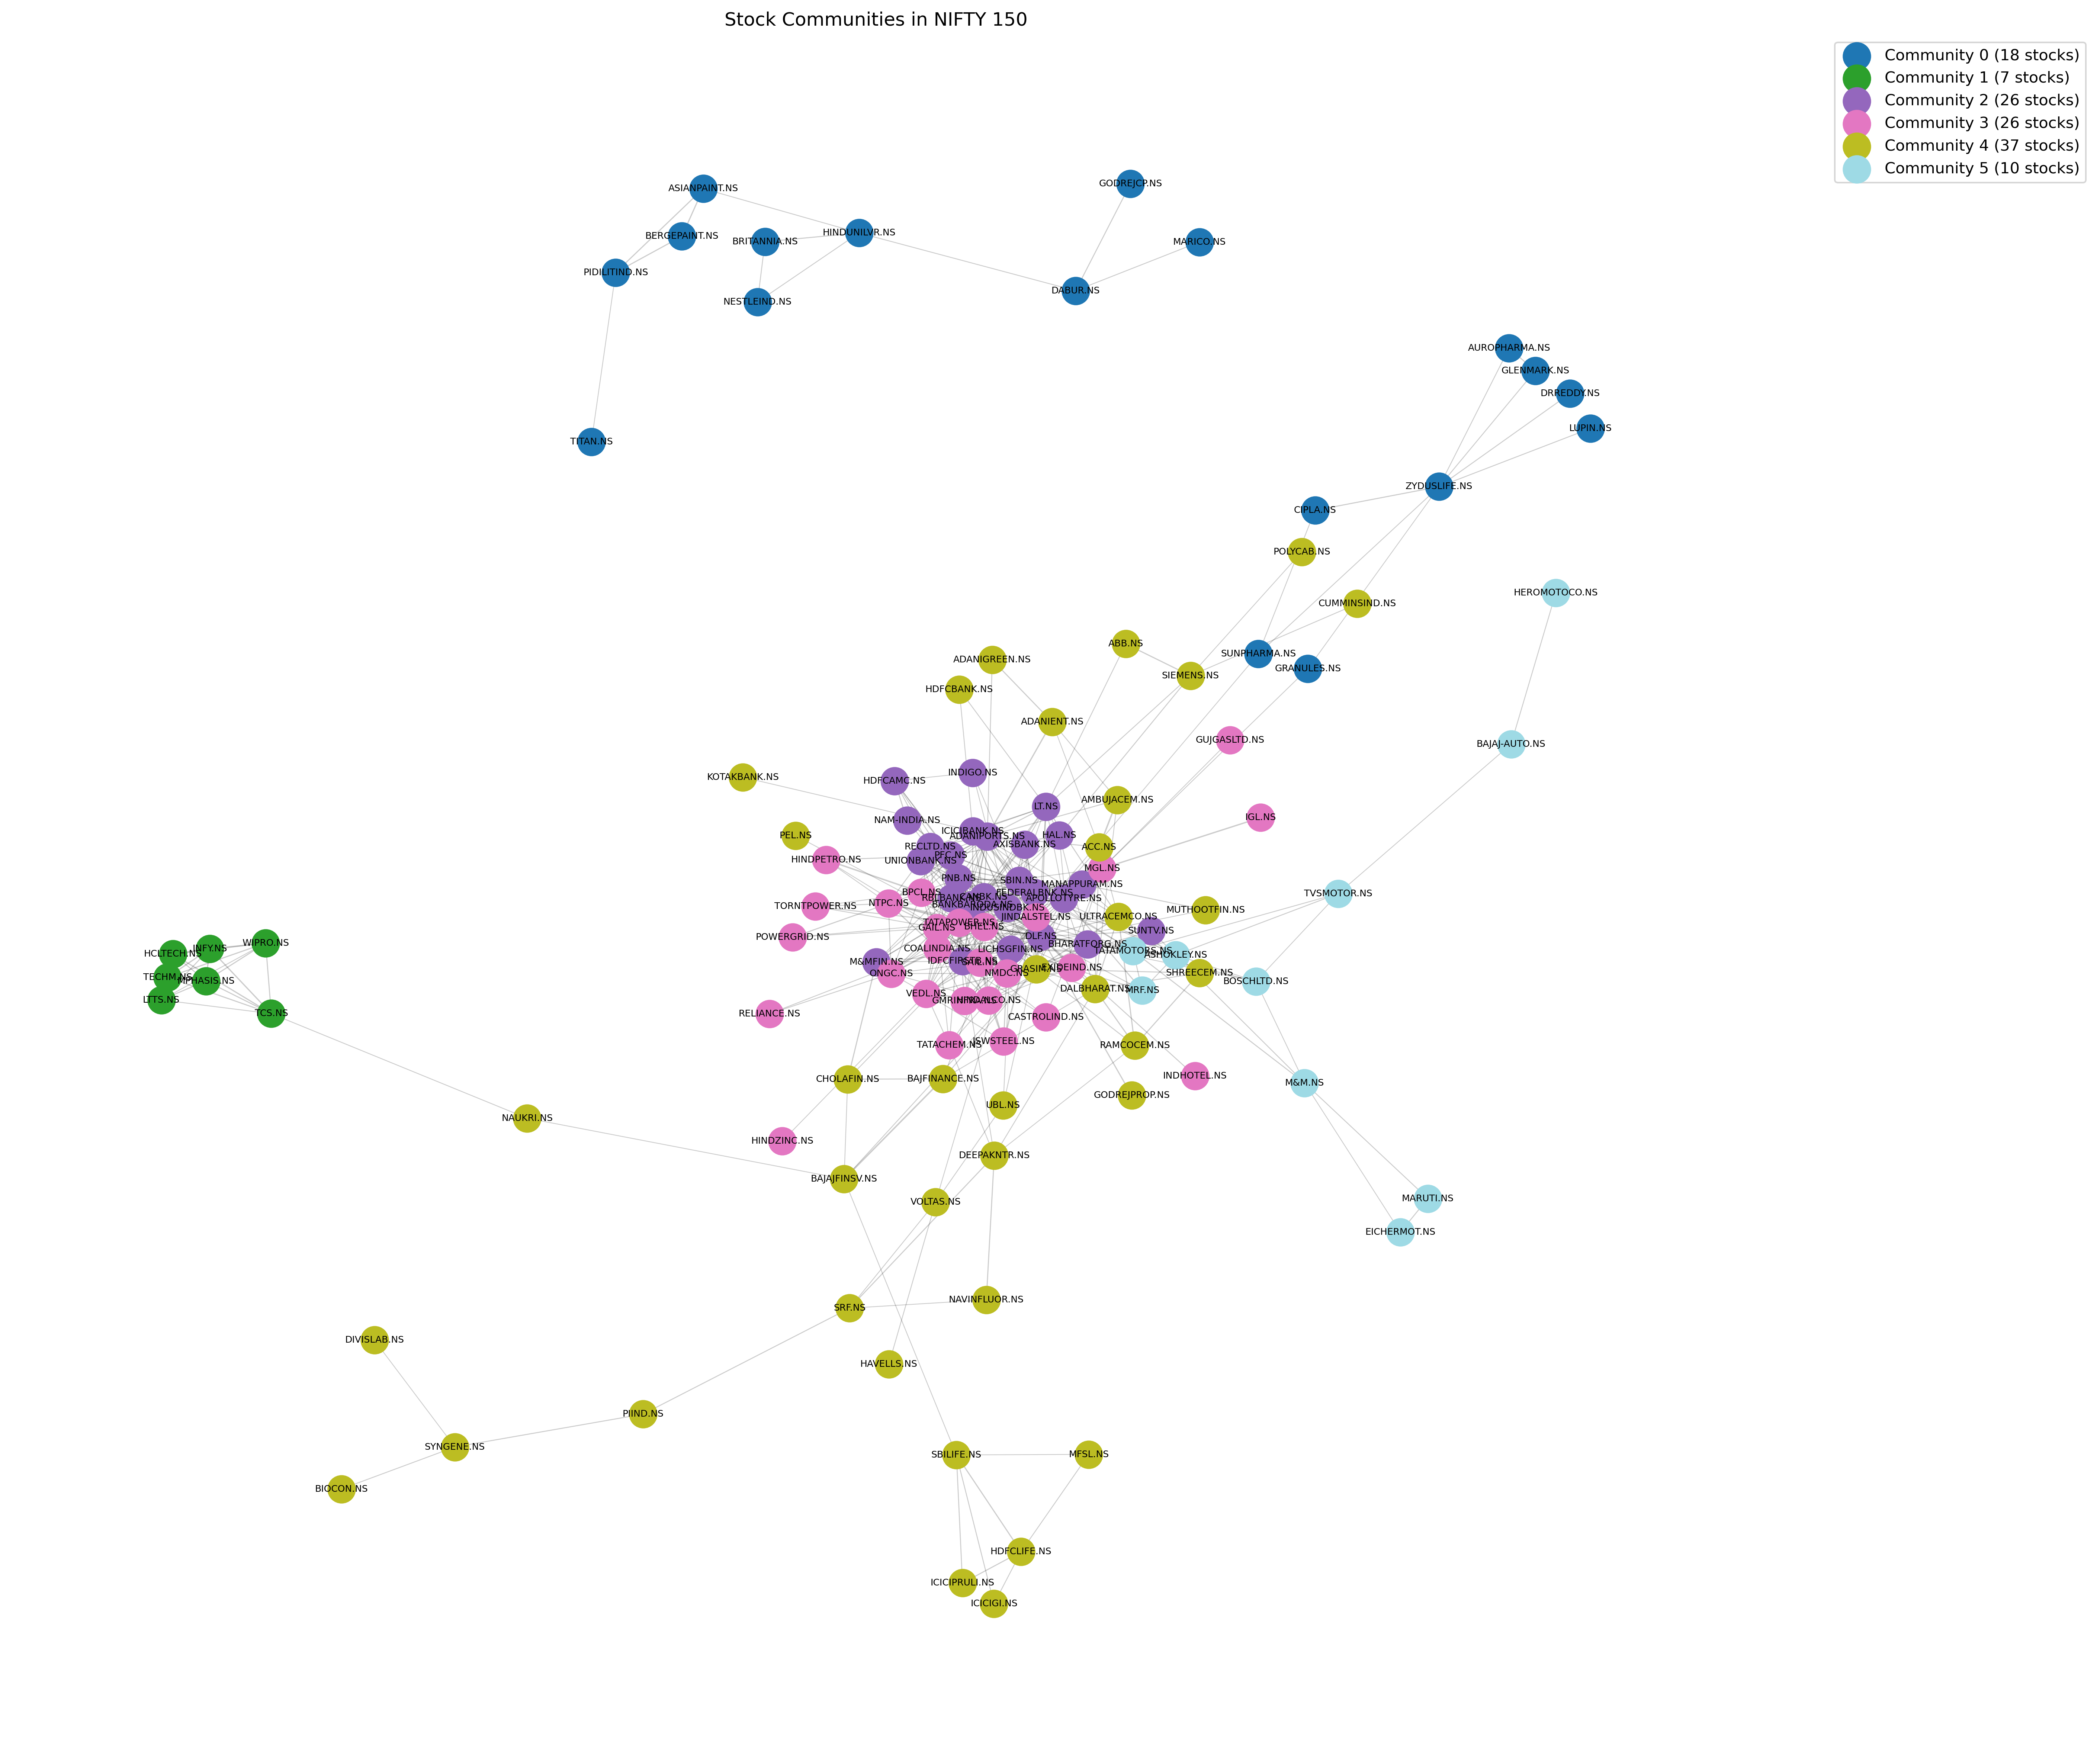 Stock Communities in NIFTY 150
Community 0 (18 stocks)
Community 1 (7 stocks)
Community 2 (26 stocks)
Community 3 (26 stocks)
Community 4 (37 stocks)
Community 5 (10 stocks)
GODREJCP.NS
ASIANPAINT.NS
HINDUNILVR.NS
BERGEPAINT.NS
BRITANNIA.NS
MARICO.NS
PIDILITIND.NS
DABUR.NS
NESTLEIND.NS
AUROPHARMA.NS
GLENMARK.NS
DRREDDY.NS
LUPIN.NS
TITAN.NS
ZYDUSLIFE.NS
CIPLA.NS
POLYCAB.NS
HEROMOTOCO.NS
CUMMINSIND.NS
ABB.NS
SUNPHARMA.NS
ADANIGREEN.NS
GRANULES.NS
SIEMENS.NS
HDFCBANK.NS
ADANIENT.NS
GUJGASLTD.NS
BAJAJ-AUTO.NS
INDIGO.NS
KOTAKBANK.NS
HDFCAMC.NS
AMBUJACEM.NS
LT.NS
IGL.NS
NAM-INDIA.NS
ICICIBANK.NS
PEL.NS
ADANIPORTS.NS
HAL.NS
AXISBANK.NS
RECLTD.NS
ACC.NS
PFC.NS
HINDPETRO.NS
UNIONBANK.NS
MGL.NS
PNB.NS
SBIN.NS
MANAPPURAM.NS
BPCL.NS
FEDERALBNK.NS
TVSMOTOR.NS
RBLBANK.NS
CANBK.NS
APOLLOTYRE.NS
NTPC.NS
BANKBARODA.NS
TORNTPOWER.NS
INDUSINDBK.NS
MUTHOOTFIN.NS
JINDALSTEL.NS
ULTRACEMCO.NS
TATAPOWER.NS
GAIL.NS
BHEL.NS
SUNTV.NS
POWERGRID.NS
DLF.NS
WIPRO.NS
BHARATFORG.NS
INFY.NS
COALINDIA.NS
LICHSGFIN.NS
TATAMOTORS.NS
HCLTECH.NS
ASHOKLEY.NS
M&MFIN.NS
IDFCFIRSTB.NS
SAIL.NS
EXIDEIND.NS
GRASIM.NS
ONGC.NS
NMDC.NS
SHREECEM.NS
TECHM.NS
MPHASIS.NS
BOSCHLTD.NS
DALBHARAT.NS
MRF.NS
VEDL.NS
LTTS.NS
GMRINFRA.NS
HINDALCO.NS
TCS.NS
RELIANCE.NS
CASTROLIND.NS
JSWSTEEL.NS
TATACHEM.NS
RAMCOCEM.NS
INDHOTEL.NS
CHOLAFIN.NS
BAJFINANCE.NS
M&M.NS
GODREJPROP.NS
UBL.NS
NAUKRI.NS
HINDZINC.NS
DEEPAKNTR.NS
BAJAJFINSV.NS
MARUTI.NS
VOLTAS.NS
EICHERMOT.NS
NAVINFLUOR.NS
SRF.NS
DIVISLAB.NS
HAVELLS.NS
PIIND.NS
SYNGENE.NS
SBILIFE.NS
MFSL.NS
BIOCON.NS
HDFCLIFE.NS
ICICIPRULI.NS
ICICIGI.NS